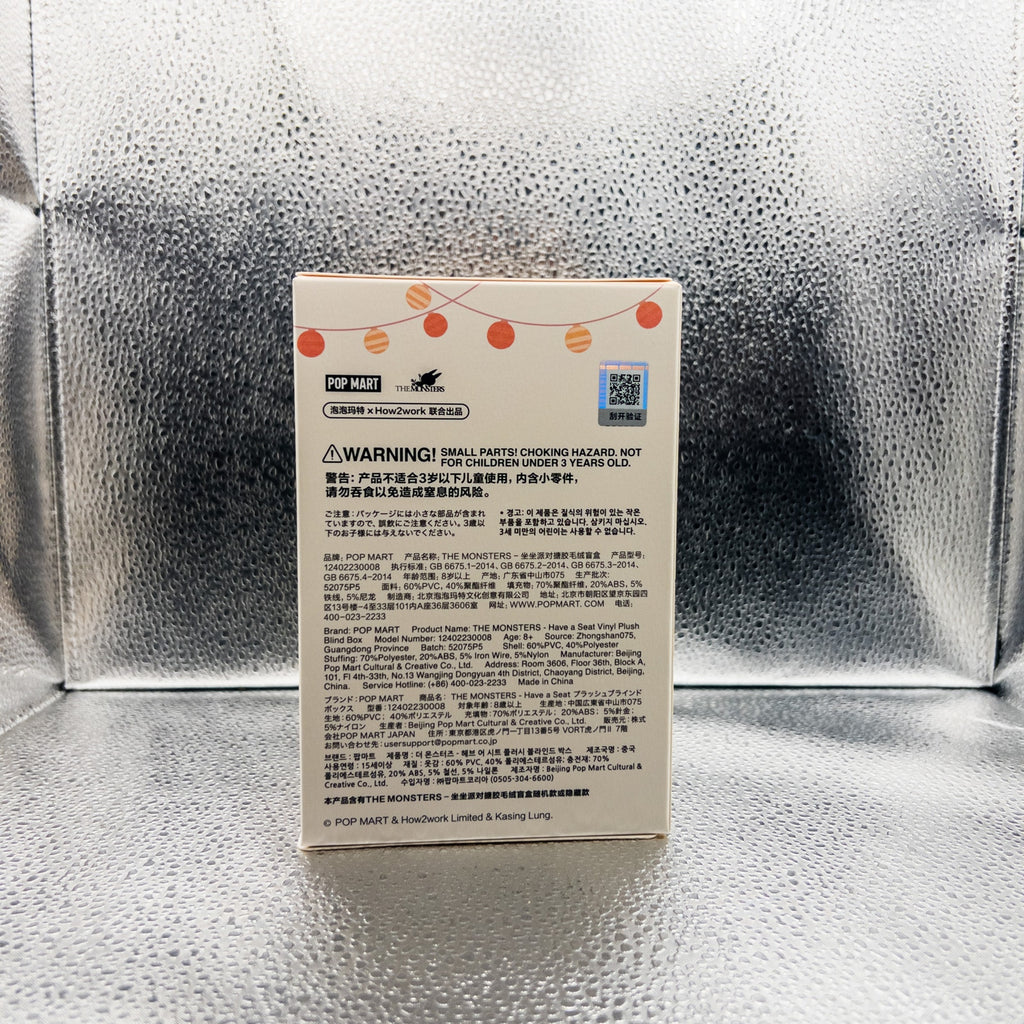 POP MART THE MONSTERS
泡泡玛特 × How2work 联合出品
刮开验证
WARNING! SMALL PARTS! CHOKING HAZARD. NOT
FOR CHILDREN UNDER 3 YEARS OLD.
警告: 产品不适合3岁以下儿童使用, 内含小零件,
请勿吞食以免造成窒息的风险。
ご注意: パッケージには小さな部品が含まれ
ていますので、誤飲にご注意ください。3歳以
下のお子様には与えないでください。
• 경고: 이 제품은 질식의 위험이 있는 작은
부품을 포함하고 있습니다. 삼키지 마십시오.
3세 미만의 어린이는 사용할 수 없습니다.
品牌: POP MART 产品名称: THE MONSTERS – 坐坐派对搪胶毛绒盲盒 产品型号:
12402230008 执行标准: GB 6675.1-2014、GB 6675.2-2014、GB 6675.3-2014、
GB 6675.4-2014 年龄范围: 8岁以上 产地: 广东省中山市075 生产批次:
52075P5 面料: 60%PVC, 40%聚酯纤维 填充物: 70%聚酯纤维, 20%ABS, 5%
铁线, 5%尼龙 制造商: 北京泡泡玛特文化创意有限公司 地址: 北京市朝阳区望京东园四
区13号楼-4至33层101内A座36层3606室 网址: WWW.POPMART.COM 电话:
400-023-2233
Brand: POP MART Product Name: THE MONSTERS - Have a Seat Vinyl Plush
Blind Box Model Number: 12402230008 Age: 8+ Source: Zhongshan075,
Guangdong Province Batch: 52075P5 Shell: 60%PVC, 40%Polyester
Stuffing: 70%Polyester, 20%ABS, 5% Iron Wire, 5%Nylon Manufacturer: Beijing
Pop Mart Cultural & Creative Co., Ltd. Address: Room 3606, Floor 36th, Block A,
101, Fl 4th-33th, No.13 Wangjing Dongyuan 4th District, Chaoyang District, Beijing,
China. Service Hotline: (+86) 400-023-2233 Made in China
ブランド: POP MART 商品名: THE MONSTERS - Have a Seat プラッシュブラインド
ボックス 型番: 12402230008 対象年齢: 8歳以上 生産地: 中国広東省中山市075
生地: 60%PVC; 40%ポリエステル 充填物: 70%ポリエステル; 20%ABS; 5%針金;
5%ナイロン 生産者: Beijing Pop Mart Cultural & Creative Co., Ltd. 販売元: 株式
会社POP MART JAPAN 住所: 東京都港区虎ノ門一丁目13番5号 VORT虎ノ門II 7階
お問い合わせ先: usersupport@popmart.co.jp
브랜드: 팝마트 제품명: 더 몬스터즈 - 해브 어 시트 플러시 블라인드 박스 제조국명: 중국
사용연령: 15세이상 재질: 겉감: 60% PVC, 40% 폴리에스테르섬유: 충전재: 70%
폴리에스테르섬유, 20% ABS, 5% 철선, 5% 나일론 제조자명: Beijing Pop Mart Cultural &
Creative Co., Ltd. 수입자명: ㈜팝마트코리아 (0505-304-6600)
本产品含有THE MONSTERS – 坐坐派对搪胶毛绒盲盒随机款或隐藏款
© POP MART & How2work Limited & Kasing Lung.